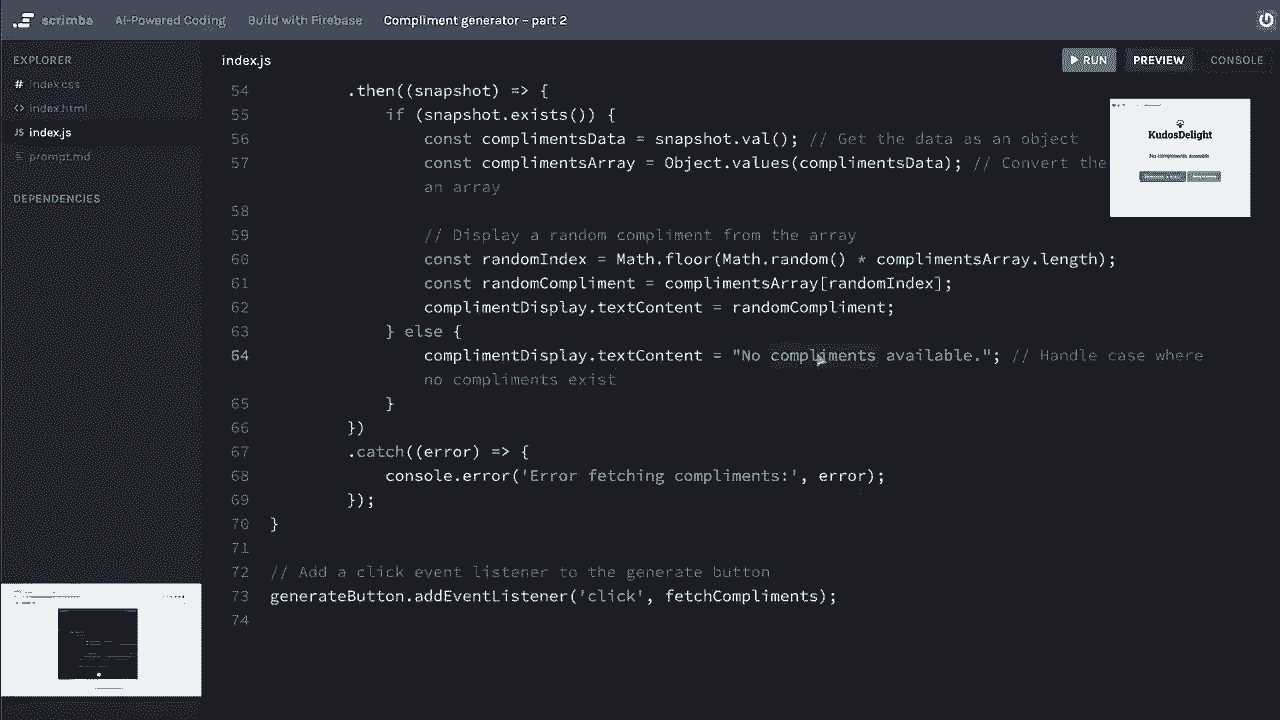 scrimba AI-Powered Coding Build with Firebase Compliment generator – part 2
EXPLORER
# index.css
<> index.html
JS index.js
prompt.md
DEPENDENCIES
index.js
RUN PREVIEW CONSOLE
54 .then((snapshot) => {
55 if (snapshot.exists()) {
56 const complimentsData = snapshot.val(); // Get the data as an object
57 const complimentsArray = Object.values(complimentsData); // Convert the
an array
58
59 // Display a random compliment from the array
60 const randomIndex = Math.floor(Math.random() * complimentsArray.length);
61 const randomCompliment = complimentsArray[randomIndex];
62 complimentDisplay.textContent = randomCompliment;
63 } else {
64 complimentDisplay.textContent = "No compliments available."; // Handle case where
no compliments exist
65 }
66 })
67 .catch((error) => {
68 console.error('Error fetching compliments:', error);
69 });
70 }
71
72 // Add a click event listener to the generate button
73 generateButton.addEventListener('click', fetchCompliments);
74
KudosDelight
No compliments available.